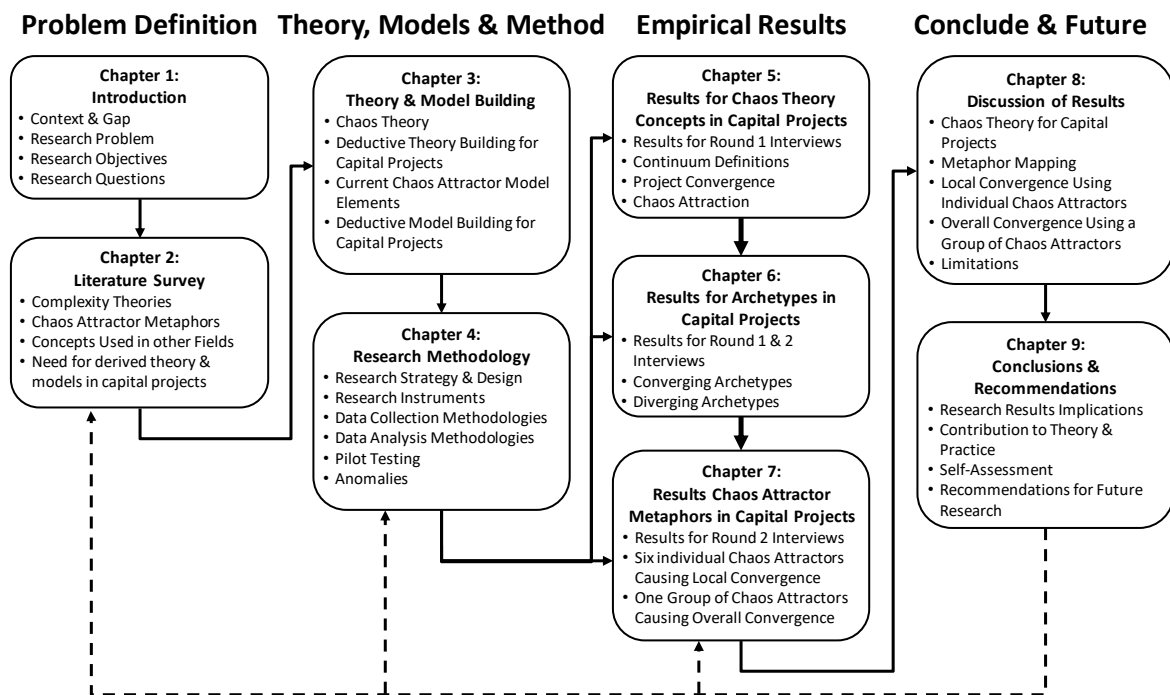 Problem Definition
Chapter 1:
Introduction
• Context & Gap
• Research Problem
• Research Objectives
• Research Questions
Chapter 2:
Literature Survey
• Complexity Theories
• Chaos Attractor Metaphors
• Concepts Used in other Fields
• Need for derived theory &
models in capital projects
Theory, Models & Method
Chapter 3:
Theory & Model Building
• Chaos Theory
• Deductive Theory Building for
Capital Projects
• Current Chaos Attractor Model
Elements
• Deductive Model Building for
Capital Projects
Chapter 4:
Research Methodology
• Research Strategy & Design
• Research Instruments
• Data Collection Methodologies
• Data Analysis Methodologies
• Pilot Testing
• Anomalies
Empirical Results
Chapter 5:
Results for Chaos Theory
Concepts in Capital Projects
• Results for Round 1 Interviews
• Continuum Definitions
• Project Convergence
• Chaos Attraction
Chapter 6:
Results for Archetypes in
Capital Projects
• Results for Round 1 & 2
Interviews
• Converging Archetypes
• Diverging Archetypes
Chapter 7:
Results Chaos Attractor
Metaphors in Capital Projects
• Results for Round 2 Interviews
• Six individual Chaos Attractors
Causing Local Convergence
• One Group of Chaos Attractors
Causing Overall Convergence
Conclude & Future
Chapter 8:
Discussion of Results
• Chaos Theory for Capital
Projects
• Metaphor Mapping
• Local Convergence Using
Individual Chaos Attractors
• Overall Convergence Using a
Group of Chaos Attractors
• Limitations
Chapter 9:
Conclusions &
Recommendations
• Research Results Implications
• Contribution to Theory &
Practice
• Self-Assessment
• Recommendations for Future
Research